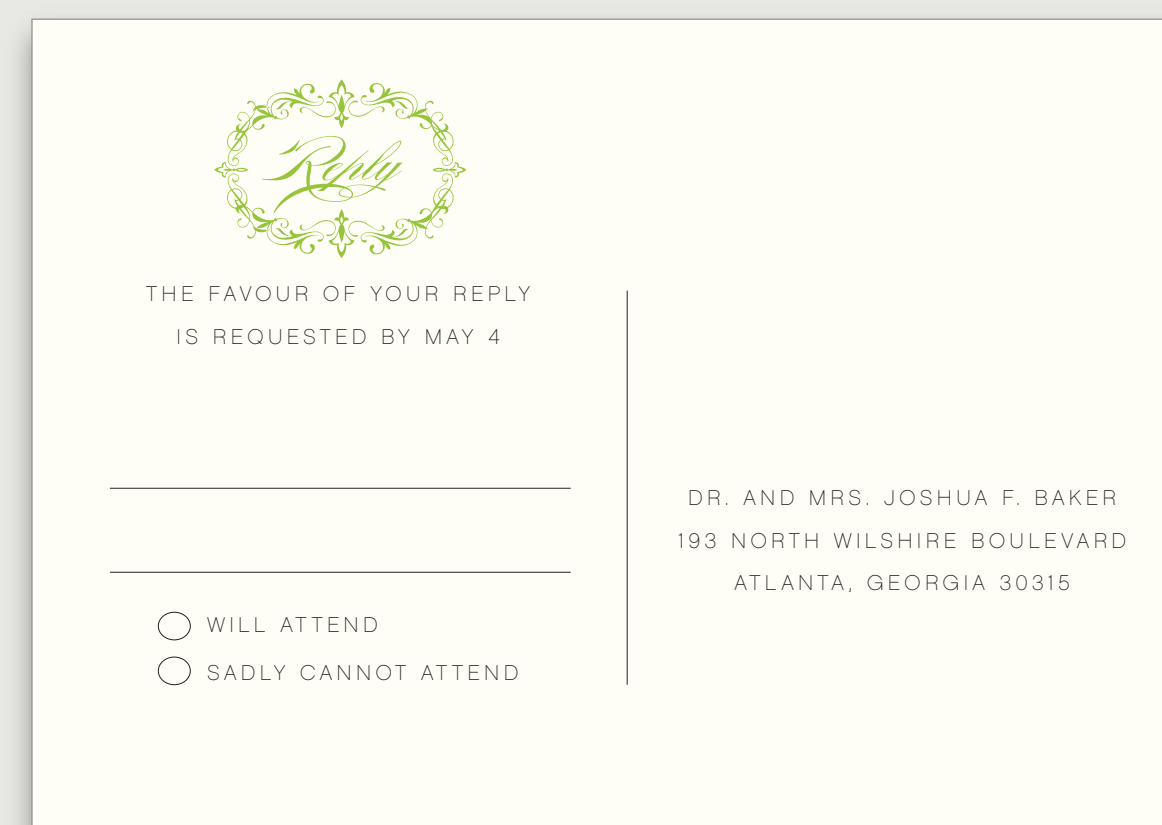 Reply
THE FAVOUR OF YOUR REPLY
IS REQUESTED BY MAY 4
WILL ATTEND
SADLY CANNOT ATTEND
DR. AND MRS. JOSHUA F. BAKER
193 NORTH WILSHIRE BOULEVARD
ATLANTA, GEORGIA 30315